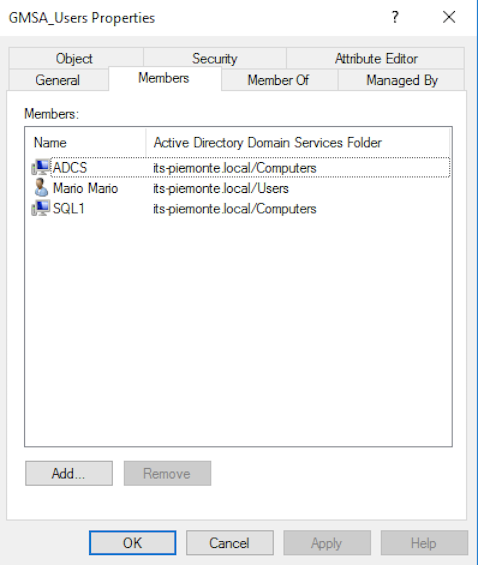 GMSA_Users Properties
? 
Object Security Attribute Editor
General Members Member Of Managed By
Members:
Name Active Directory Domain Services Folder
ADCS its-piemonte.local/Computers
Mario Mario its-piemonte.local/Users
SQL1 its-piemonte.local/Computers
Add... Remove
OK Cancel Apply Help